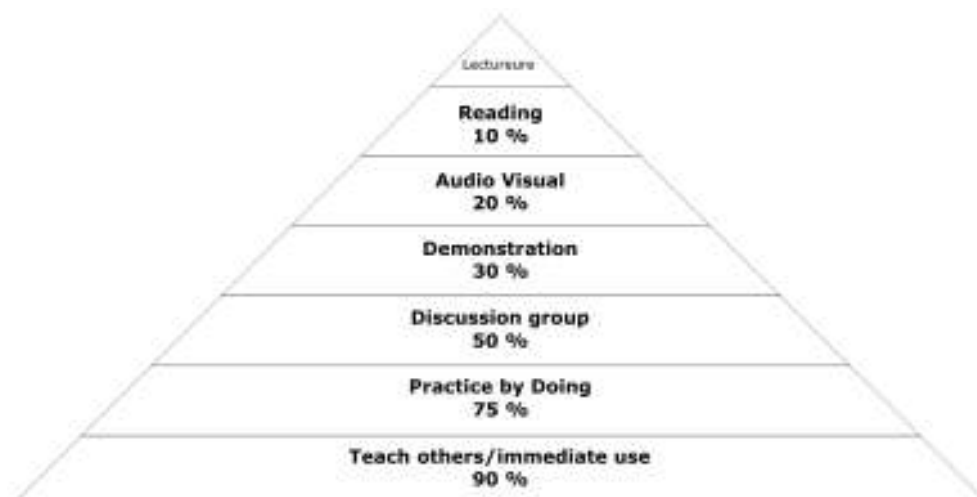 Lectureure
Reading
10 %
Audio Visual
20 %
Demonstration
30 %
Discussion group
50 %
Practice by Doing
75 %
Teach others/immediate use
90 %